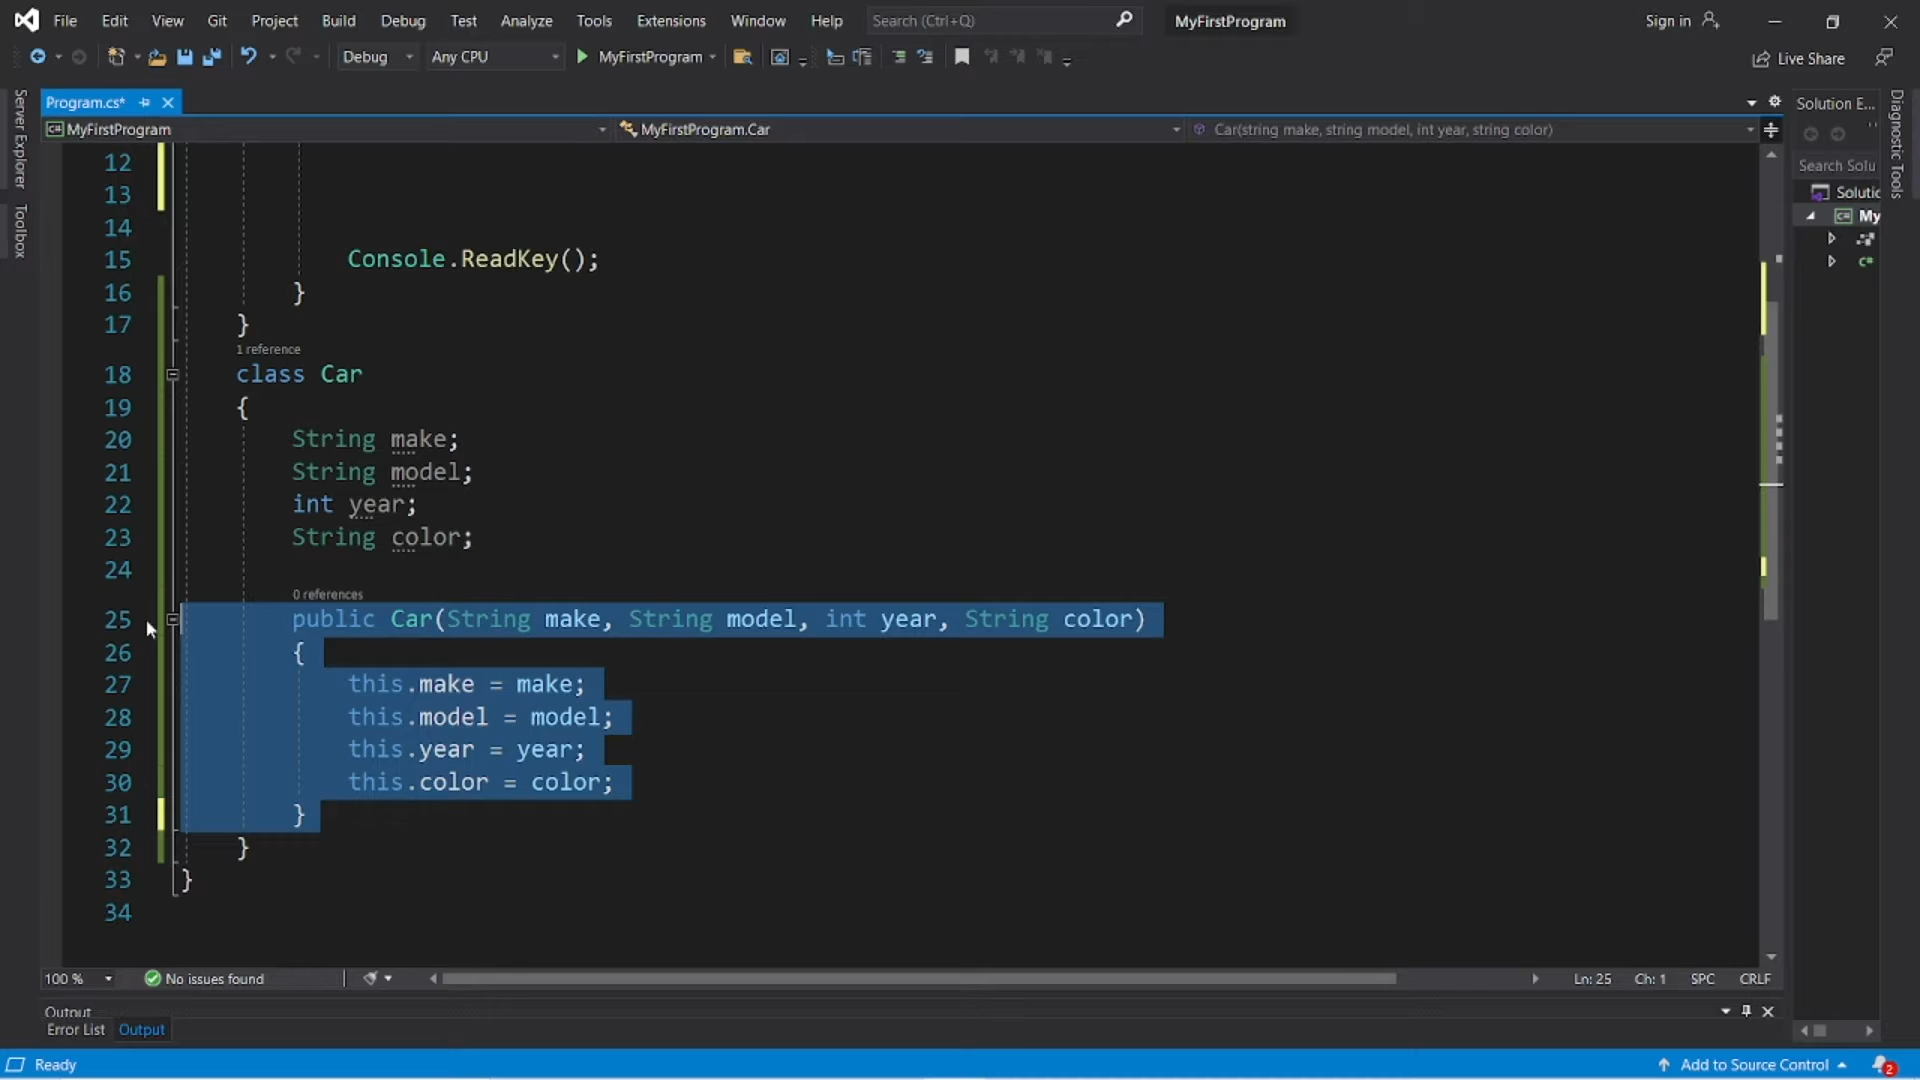 File Edit View Git Project Build Debug Test Analyze Tools Extensions Window Help Search (Ctrl+Q) MyFirstProgram Sign in
Debug Any CPU MyFirstProgram Live Share
Server Explorer
Toolbox
Program.cs*
MyFirstProgram MyFirstProgram.Car Car(string make, string model, int year, string color)
12
13
14
15 Console.ReadKey();
16 }
17 }
1 reference
18 class Car
19 {
20 String make;
21 String model;
22 int year;
23 String color;
24
0 references
25 public Car(String make, String model, int year, String color)
26 {
27 this.make = make;
28 this.model = model;
29 this.year = year;
30 this.color = color;
31 }
32 }
33 }
34
100 % No issues found Ln: 25 Ch: 1 SPC CRLF
Output
Error List Output
Ready Add to Source Control 2
Solution E...
Search Solu
Solutic
C# My
C#
Diagnostic Tools